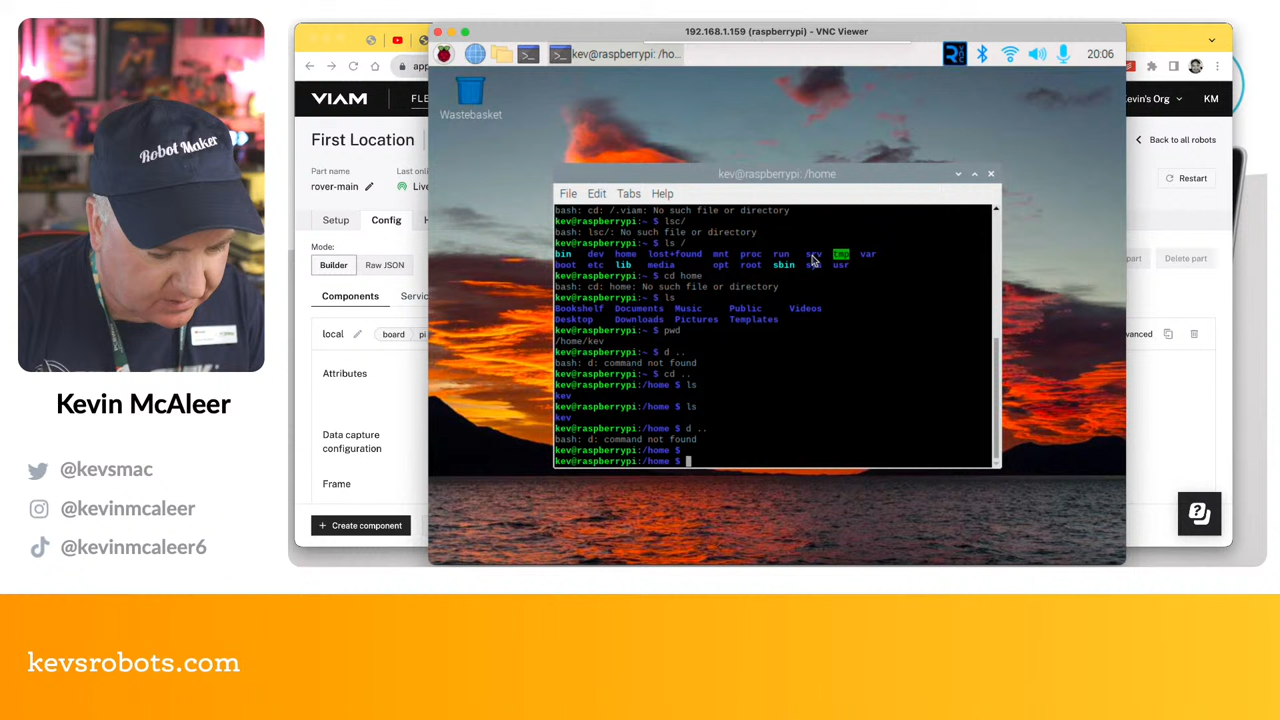 Robot Maker
Kevin McAleer
@kevsmac
@kevinmcaleer
@kevinmcaleer6
kevsrobots.com
192.168.1.159 (raspberrypi) - VNC Viewer
kev@raspberrypi: /ho...
20:06
Wastebasket
VIAM
FLE
evin's Org
KM
First Location
Back to all robots
Part name
rover-main
Live
Restart
Setup
Config
Mode:
Builder
Raw JSON
part
Delete part
Components
Servic
local
board
pi
vanced
Attributes
Data capture
configuration
Frame
+ Create component
kev@raspberrypi: /home
File Edit Tabs Help
bash: cd: /.viam: No such file or directory
kev@raspberrypi:~ $ lsc/
bash: lsc/: No such file or directory
kev@raspberrypi:~ $ ls /
bin dev home lost+found mnt proc run srv tmp var
boot etc lib media opt root sbin usr
kev@raspberrypi:~ $ cd home
bash: cd: home: No such file or directory
kev@raspberrypi:~ $ ls
Bookshelf Documents Music Public Videos
Desktop Downloads Pictures Templates
kev@raspberrypi:~ $ pwd
/home/kev
kev@raspberrypi:~ $ d ..
bash: d: command not found
kev@raspberrypi:~ $ cd ..
kev@raspberrypi:/home $ ls
kev
kev@raspberrypi:/home $ ls
kev
kev@raspberrypi:/home $ d ..
bash: d: command not found
kev@raspberrypi:/home $
kev@raspberrypi:/home $